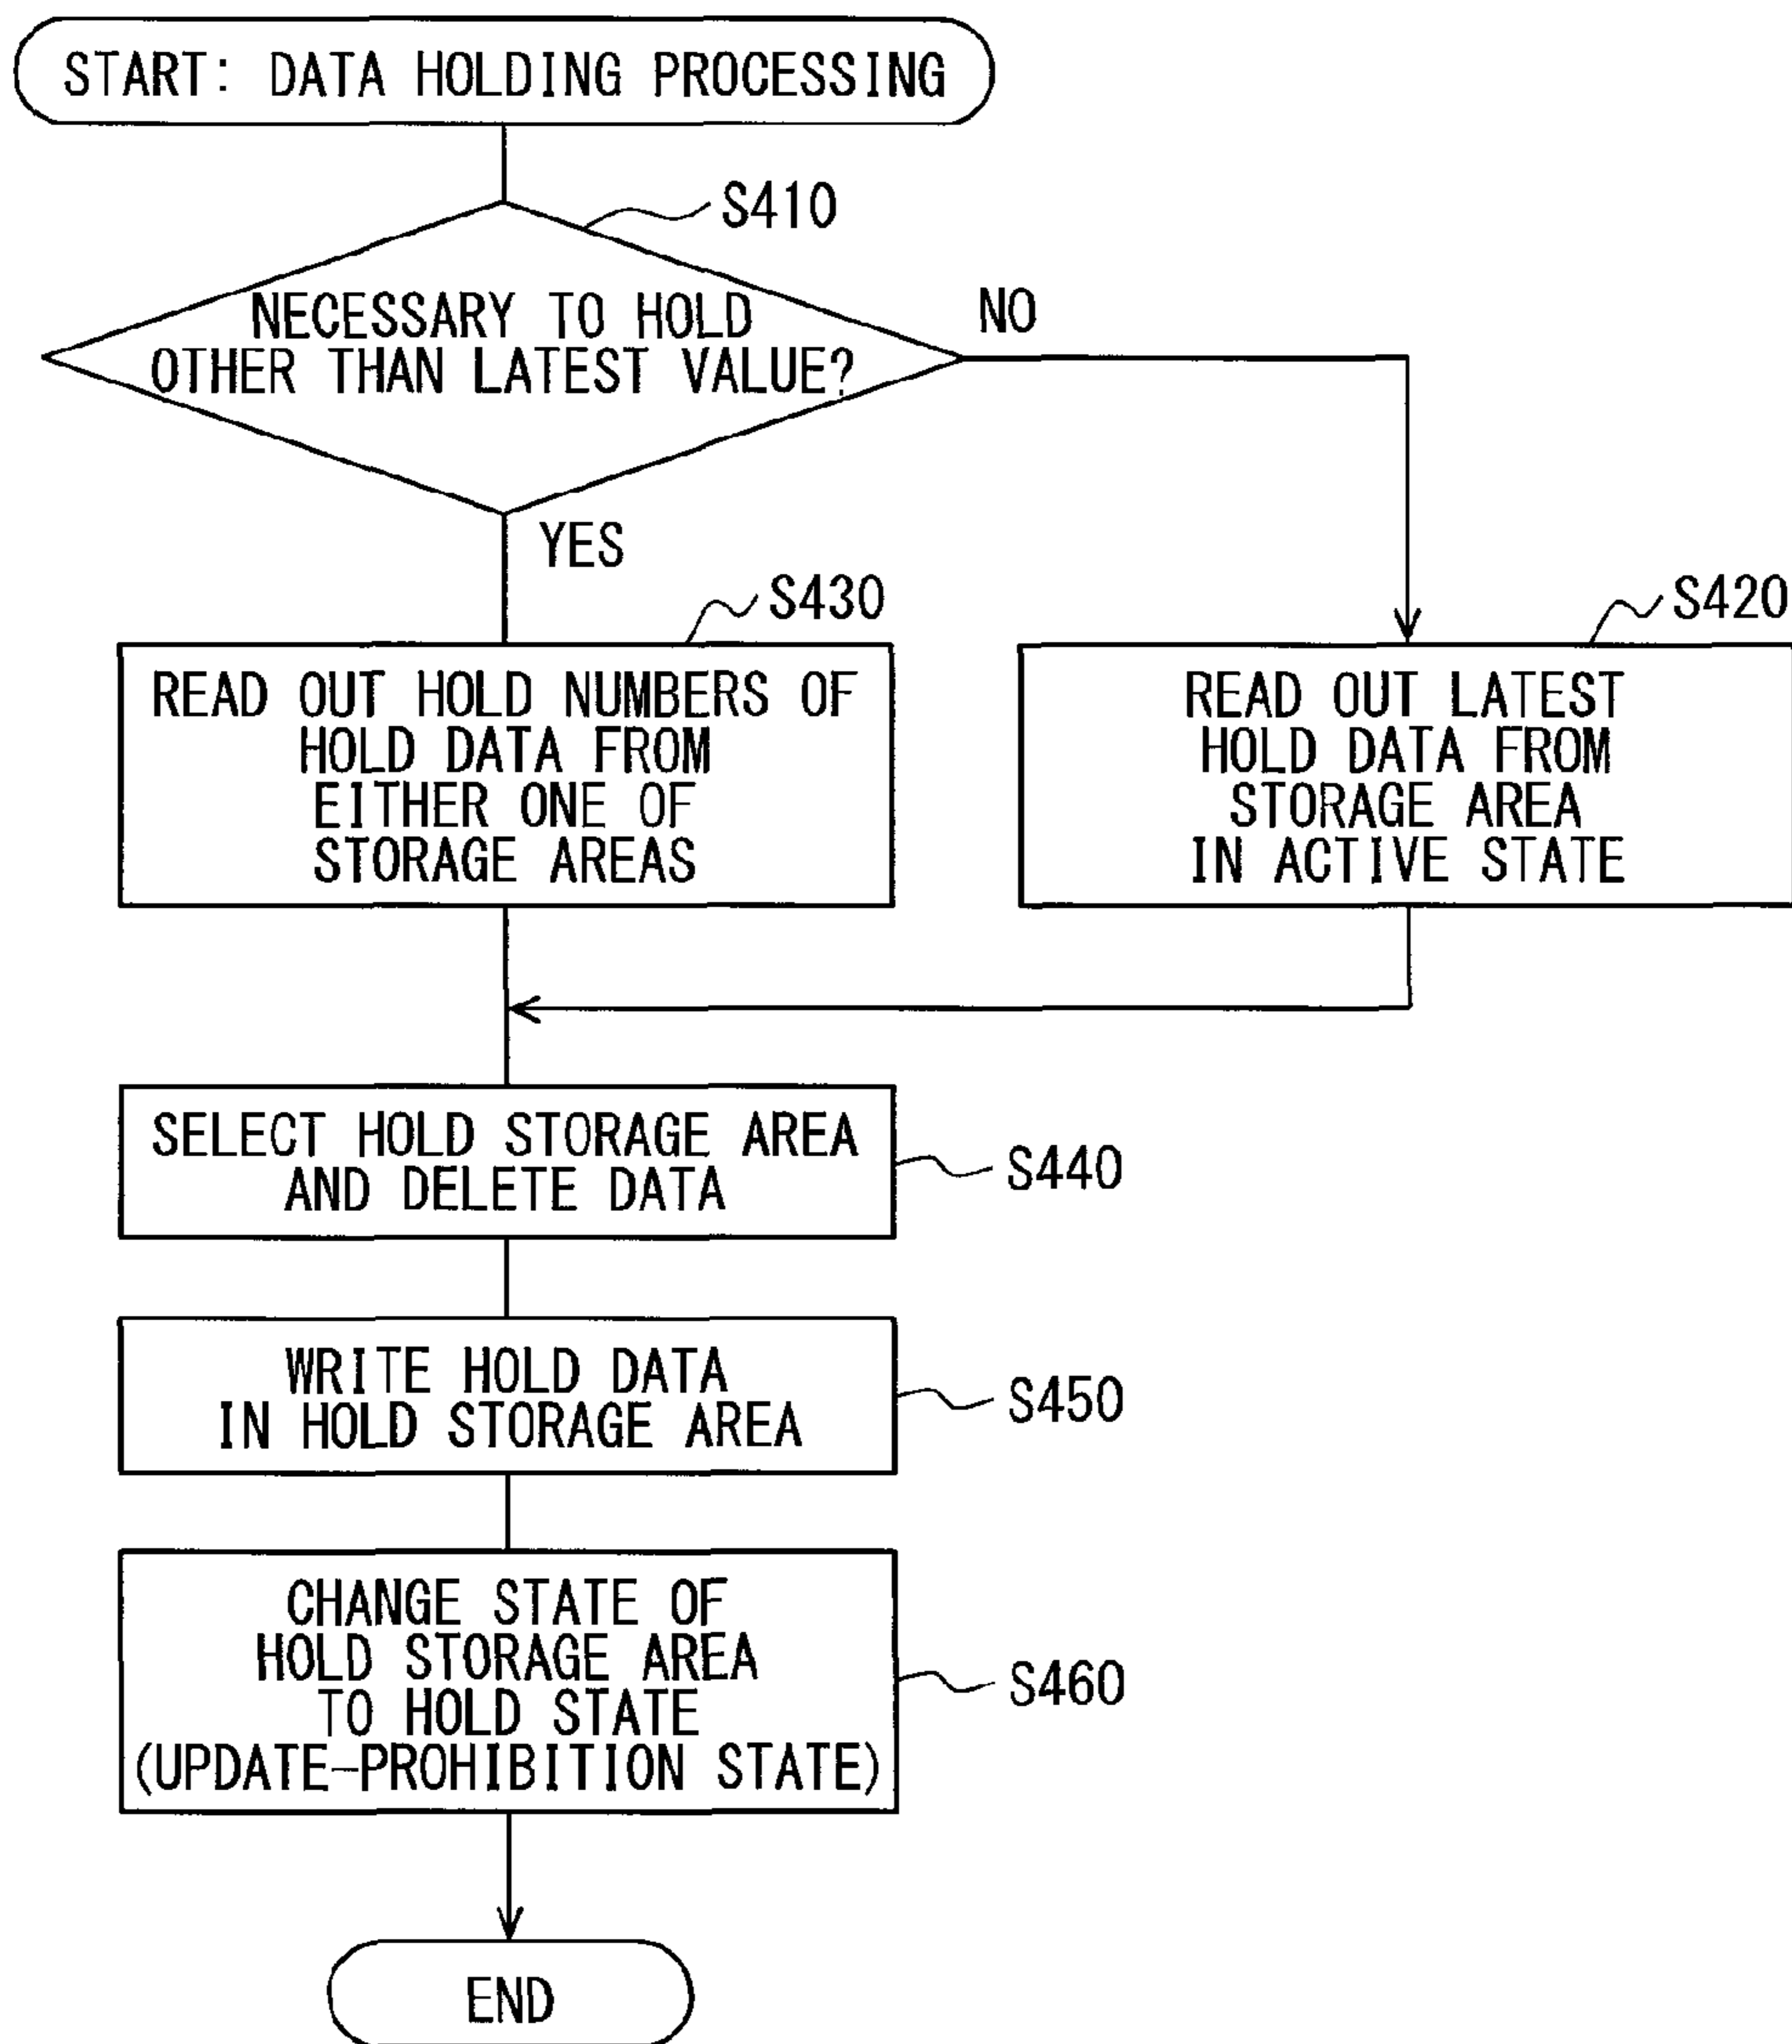 START: DATA HOLDING PROCESSING
S410
NECESSARY TO HOLD
OTHER THAN LATEST VALUE?
NO
YES
S430
READ OUT HOLD NUMBERS OF
HOLD DATA FROM
EITHER ONE OF
STORAGE AREAS
S420
READ OUT LATEST
HOLD DATA FROM
STORAGE AREA
IN ACTIVE STATE
SELECT HOLD STORAGE AREA
AND DELETE DATA
S440
WRITE HOLD DATA
IN HOLD STORAGE AREA
S450
CHANGE STATE OF
HOLD STORAGE AREA
TO HOLD STATE
(UPDATE-PROHIBITION STATE)
S460
END